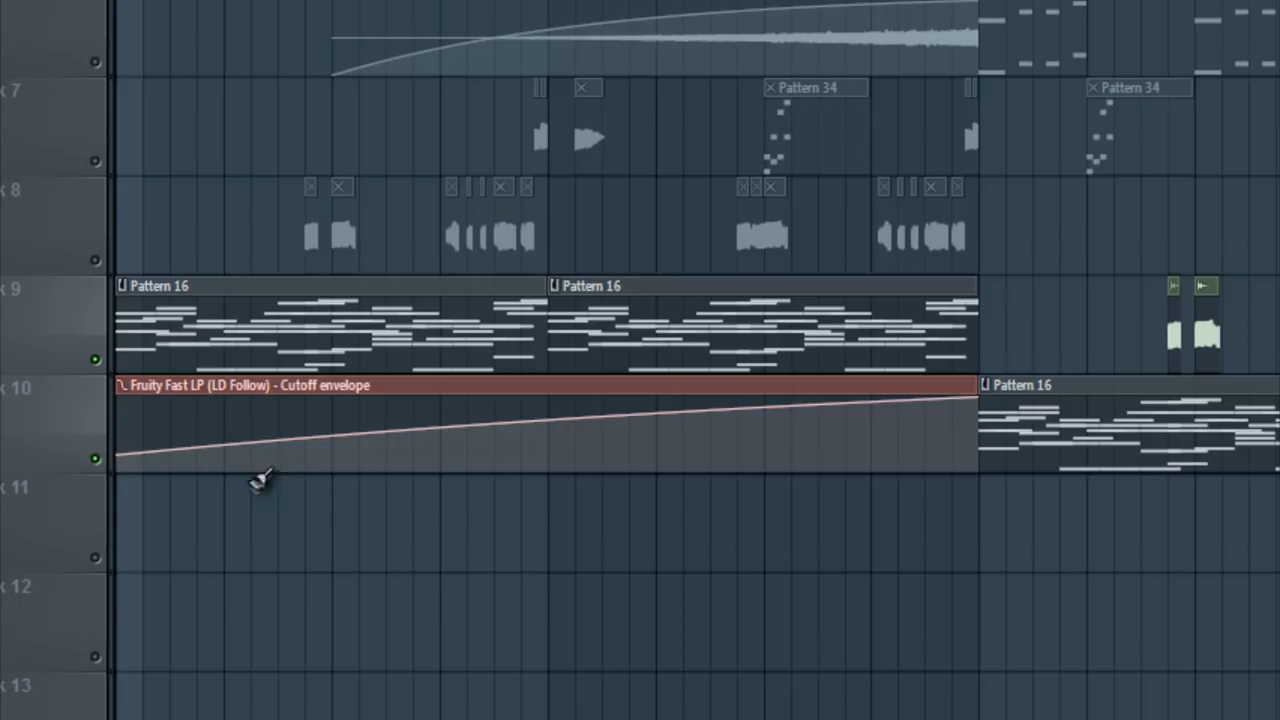 k 7
Pattern 34
Pattern 34
k 8
k 9
Pattern 16
Pattern 16
k 10
Fruity Fast LP (LD Follow) - Cutoff envelope
Pattern 16
k 11
k 12
k 13